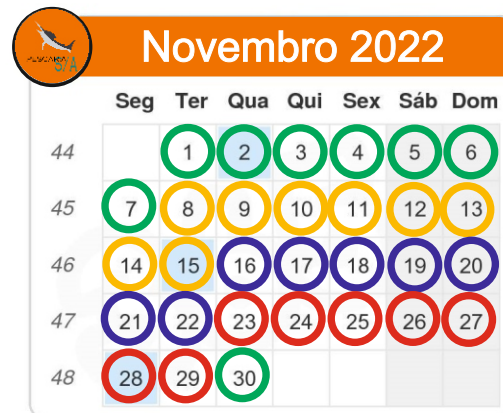 PESCARIA
S/A
Novembro 2022
Seg Ter Qua Qui Sex Sáb Dom
44 1 2 3 4 5 6
45 7 8 9 10 11 12 13
46 14 15 16 17 18 19 20
47 21 22 23 24 25 26 27
48 28 29 30